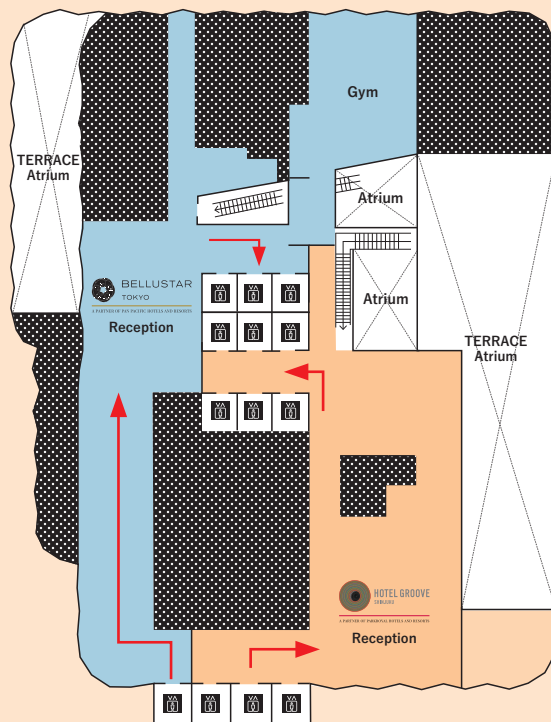 Gym
TERRACE
Atrium
Atrium
BELLUSTAR
TOKYO
A PARTNER OF PAN PACIFIC HOTELS AND RESORTS
Reception
Atrium
TERRACE
Atrium
HOTEL GROOVE
SHINJUKU
A PARTNER OF PARKROYAL HOTELS AND RESORTS
Reception